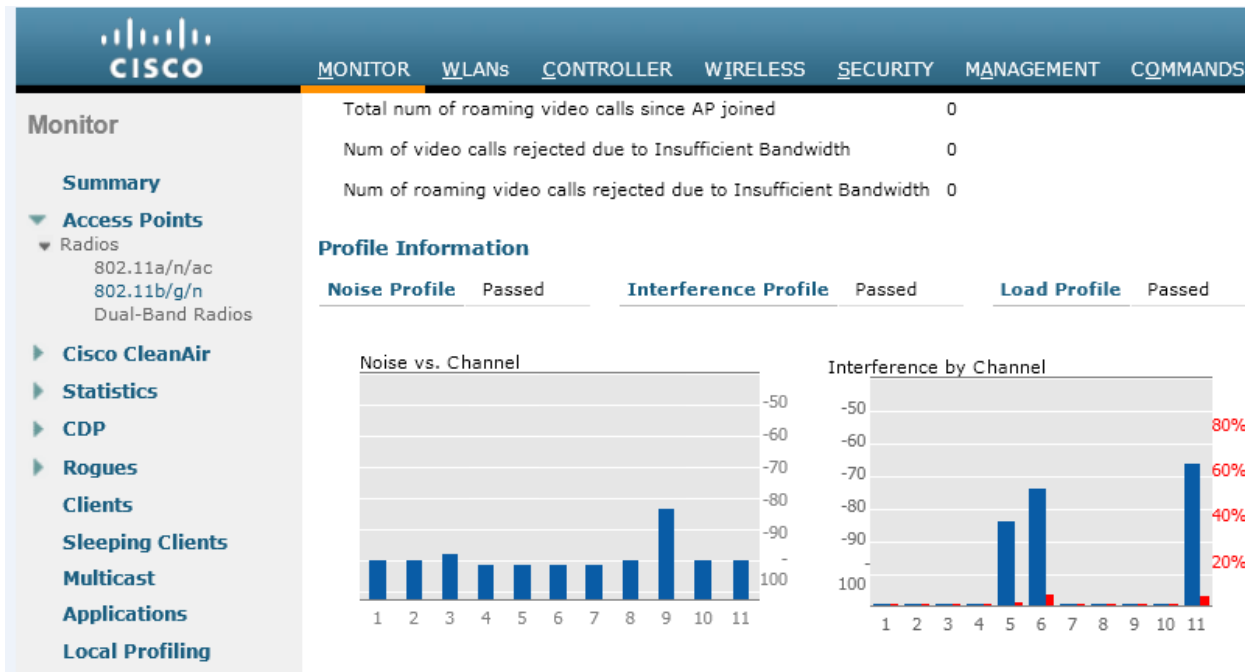 CISCO
MONITOR WLANs CONTROLLER WIRELESS SECURITY MANAGEMENT COMMANDS
Monitor
Summary
Access Points
Radios
802.11a/n/ac
802.11b/g/n
Dual-Band Radios
Cisco CleanAir
Statistics
CDP
Rogues
Clients
Sleeping Clients
Multicast
Applications
Local Profiling
Total num of roaming video calls since AP joined 0
Num of video calls rejected due to Insufficient Bandwidth 0
Num of roaming video calls rejected due to Insufficient Bandwidth 0
Profile Information
Noise Profile Passed Interference Profile Passed Load Profile Passed
Noise vs. Channel
-50
-60
-70
-80
-90
-
100
1 2 3 4 5 6 7 8 9 10 11
Interference by Channel
-50
-60
-70
-80
-90
-
100
80%
60%
40%
20%
1 2 3 4 5 6 7 8 9 10 11